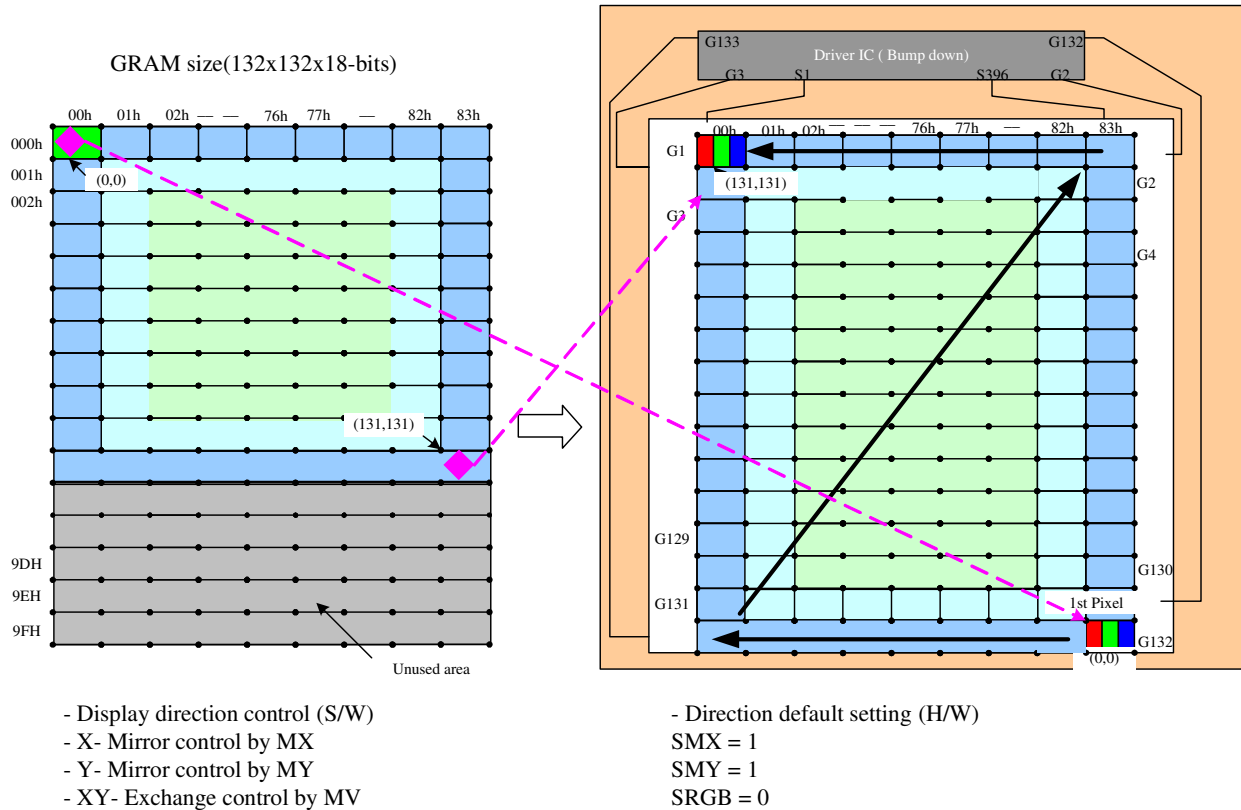 GRAM size(132x132x18-bits)
00h 01h 02h — — 76h 77h — 82h 83h
000h
001h
002h
(0,0)
(131,131)
9DH
9EH
9FH
Unused area
- Display direction control (S/W)
- X- Mirror control by MX
- Y- Mirror control by MY
- XY- Exchange control by MV
G133 G132
Driver IC ( Bump down)
G3 S1 S396 G2
00h 01h 02h — — — 76h 77h — 82h 83h
G1
(131,131)
G2
G3
G4
G129
G130
G131
1st Pixel
G132
(0,0)
- Direction default setting (H/W)
SMX = 1
SMY = 1
SRGB = 0